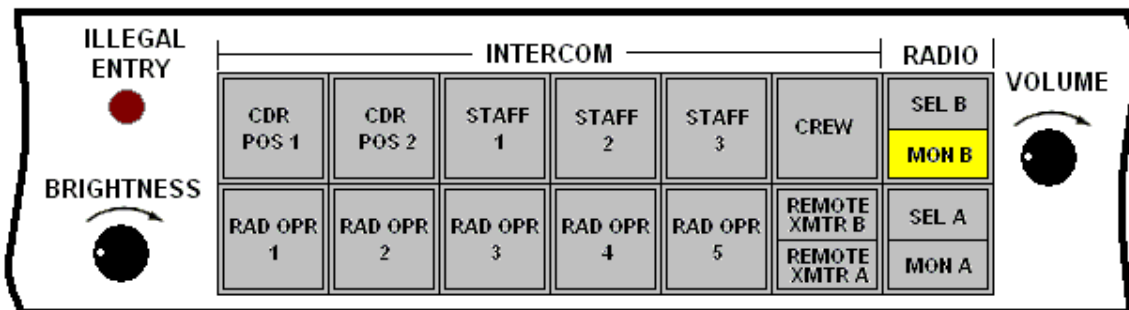 ILLEGAL
ENTRY
INTERCOM
RADIO
VOLUME
CDR
POS 1
CDR
POS 2
STAFF
1
STAFF
2
STAFF
3
CREW
SEL B
MON B
BRIGHTNESS
RAD OPR
1
RAD OPR
2
RAD OPR
3
RAD OPR
4
RAD OPR
5
REMOTE
XMTR B
REMOTE
XMTR A
SEL A
MON A